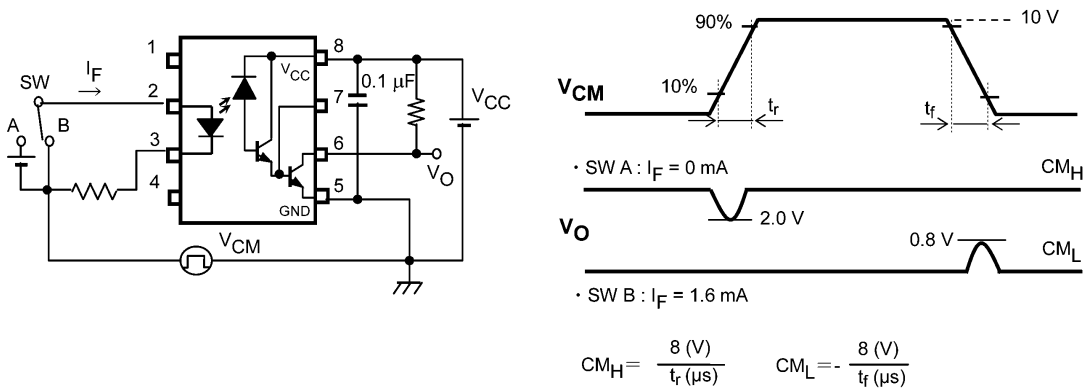 SW
I_F
A
B
1
2
3
4
8
7
6
5
V_CC
GND
0.1 μF
V_CC
V_O
V_CM
V_CM
90%
10%
10 V
t_r
t_f
・SW A : I_F = 0 mA
CM_H
2.0 V
V_O
0.8 V
CM_L
・SW B : I_F = 1.6 mA
CM_H = 8 (V) / t_r (μs)
CM_L = - 8 (V) / t_f (μs)